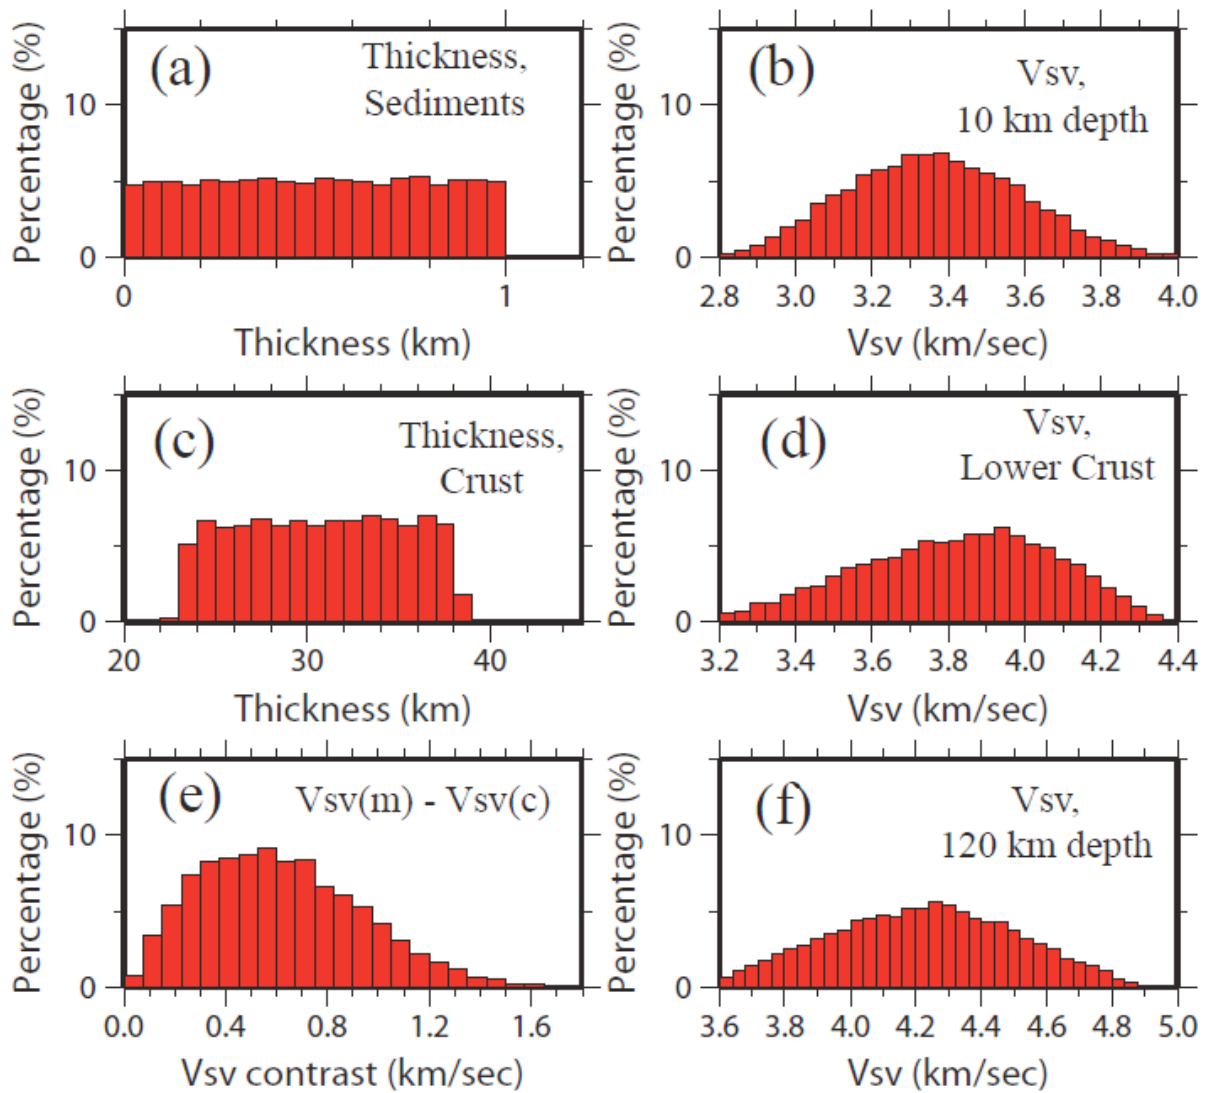 Percentage (%)
10
0
(a)
Thickness,
Sediments
0
1
Thickness (km)
Percentage (%)
10
0
(b)
Vsv,
10 km depth
2.8 3.0 3.2 3.4 3.6 3.8 4.0
Vsv (km/sec)
Percentage (%)
10
0
(c)
Thickness,
Crust
20 30 40
Thickness (km)
Percentage (%)
10
0
(d)
Vsv,
Lower Crust
3.2 3.4 3.6 3.8 4.0 4.2 4.4
Vsv (km/sec)
Percentage (%)
10
0
(e)
Vsv(m) - Vsv(c)
0.0 0.4 0.8 1.2 1.6
Vsv contrast (km/sec)
Percentage (%)
10
0
(f)
Vsv,
120 km depth
3.6 3.8 4.0 4.2 4.4 4.6 4.8 5.0
Vsv (km/sec)